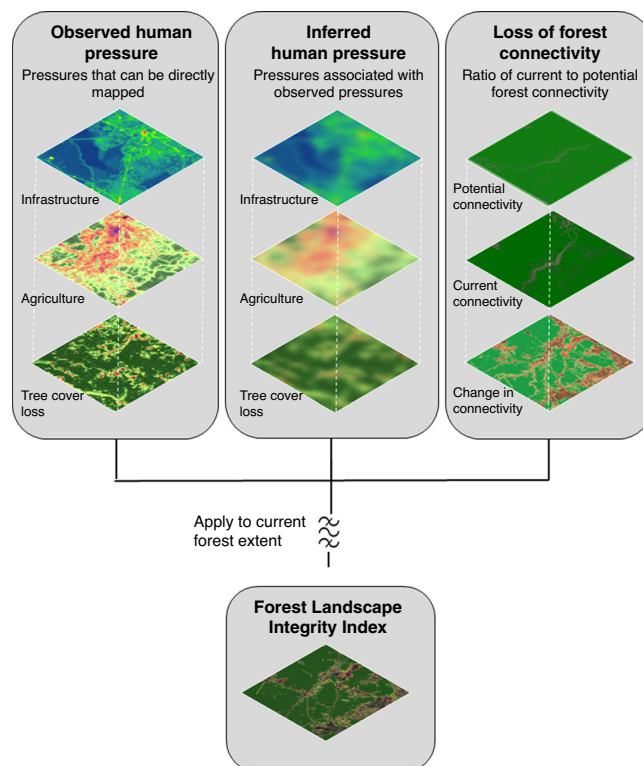 Observed human
pressure
Pressures that can be directly
mapped
Infrastructure
Agriculture
Tree cover
loss
Inferred
human pressure
Pressures associated with
observed pressures
Infrastructure
Agriculture
Tree cover
loss
Loss of forest
connectivity
Ratio of current to potential
forest connectivity
Potential
connectivity
Current
connectivity
Change in
connectivity
Apply to current
forest extent
Forest Landscape
Integrity Index